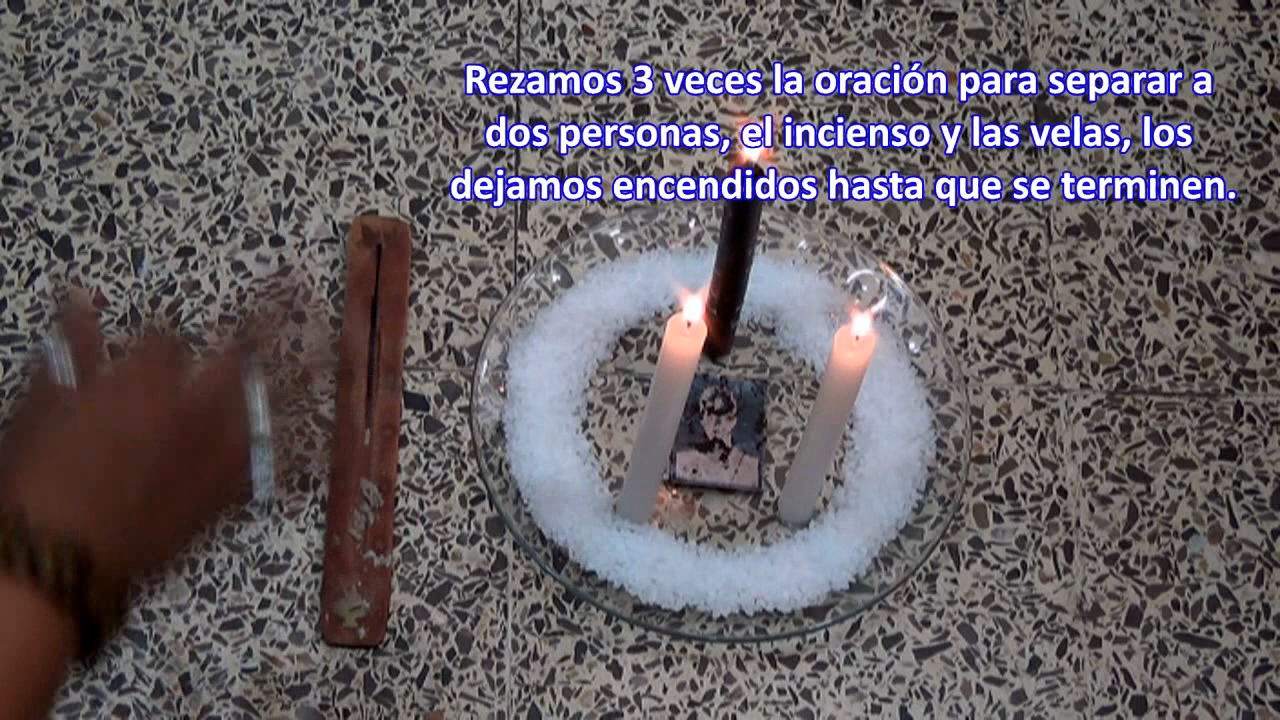 Rezamos 3 veces la oración para separar a
dos personas, el incienso y las velas, los
dejamos encendidos hasta que se terminen.